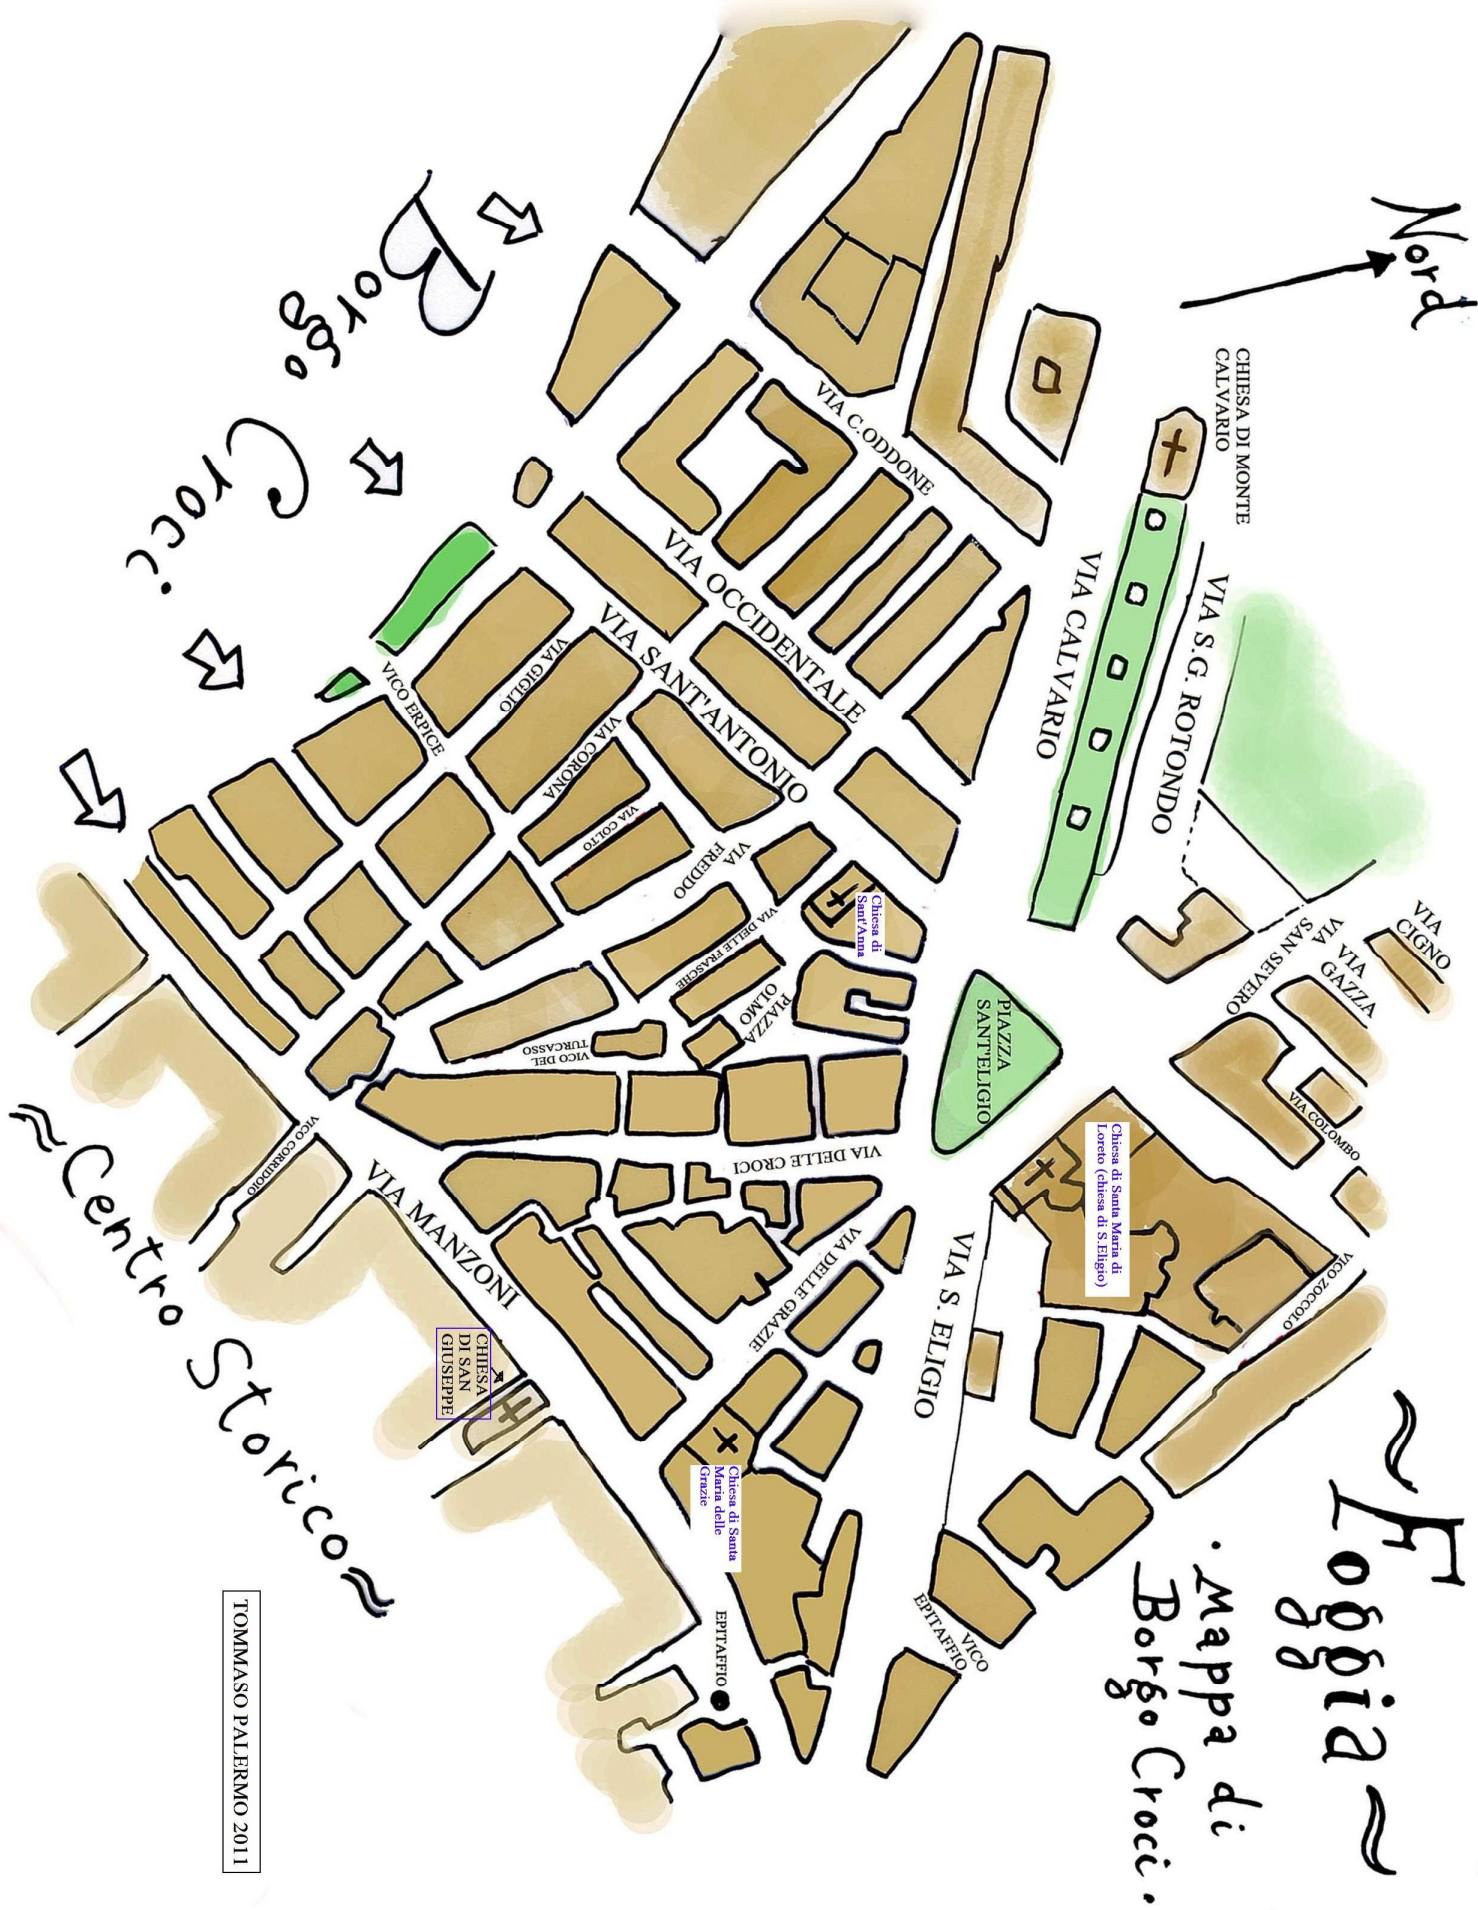 ~ Foggia ~
. Mappa di
Borgo Croci .
Nord
VIA
CIGNO
VIA
GAZZA
VIA
SAN SEVERO
VIA COLOMBO
VICO ZOCCOLO
CHIESA DI MONTE
CALVARIO
VIA S.G. ROTONDO
VIA CALVARIO
PIAZZA
SANT'ELIGIO
Chiesa di Santa Maria di
Loreto (chiesa di S.Eligio)
VIA S. ELIGIO
VICO
EPITAFFIO
VIA C.ODDONE
VIA OCCIDENTALE
VIA SANT'ANTONIO
Chiesa di
Sant'Anna
VIA DELLE CROCI
VIA DELLE GRAZIE
VIA GIGLIO
VIA CORONA
VIA COLTO
VIA
FREDDO
VIA DELLE FRASCHE
PIAZZA
OLMO
VICO DEL
TURCASSO
VICO ERPICE
Chiesa di Santa
Maria delle
Grazie
EPITAFFIO
VIA MANZONI
VICO CORRIDOIO
CHIESA
DI SAN
GIUSEPPE
Borgo Croci
~Centro Storico~
TOMMASO PALERMO 2011